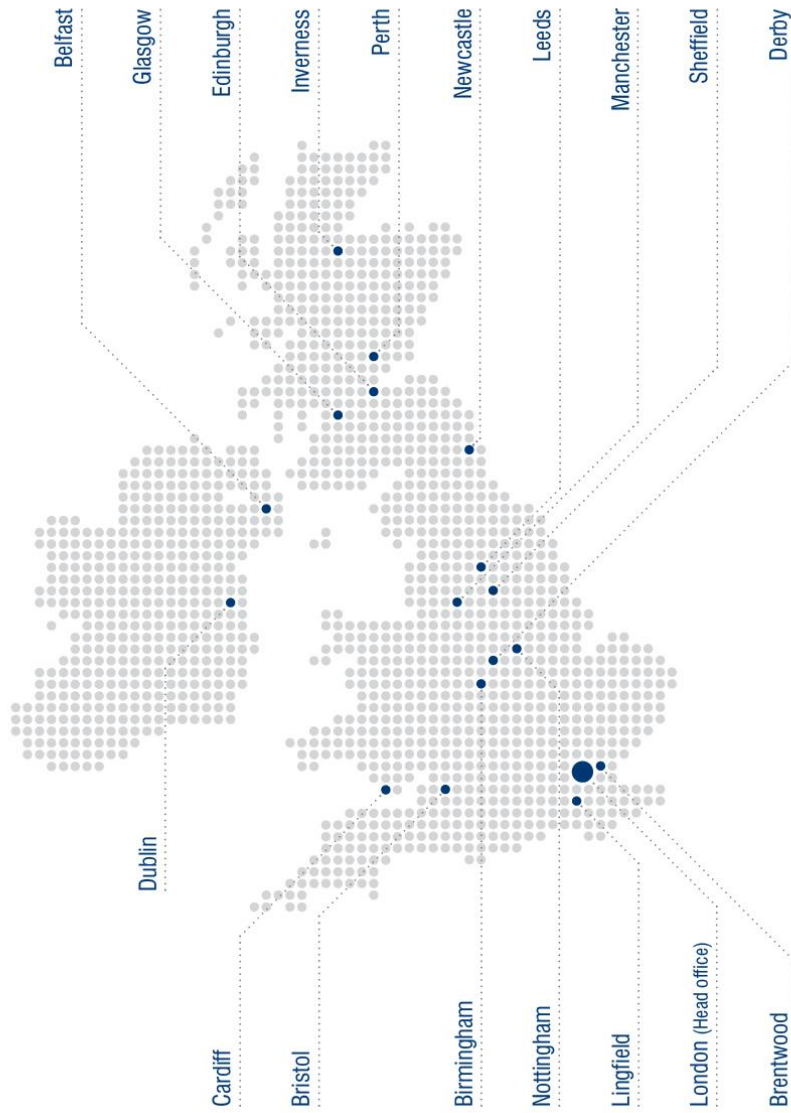 Belfast
Glasgow
Edinburgh
Inverness
Perth
Newcastle
Leeds
Manchester
Sheffield
Derby
Dublin
Cardiff
Bristol
Birmingham
Nottingham
Lingfield
London (Head office)
Brentwood